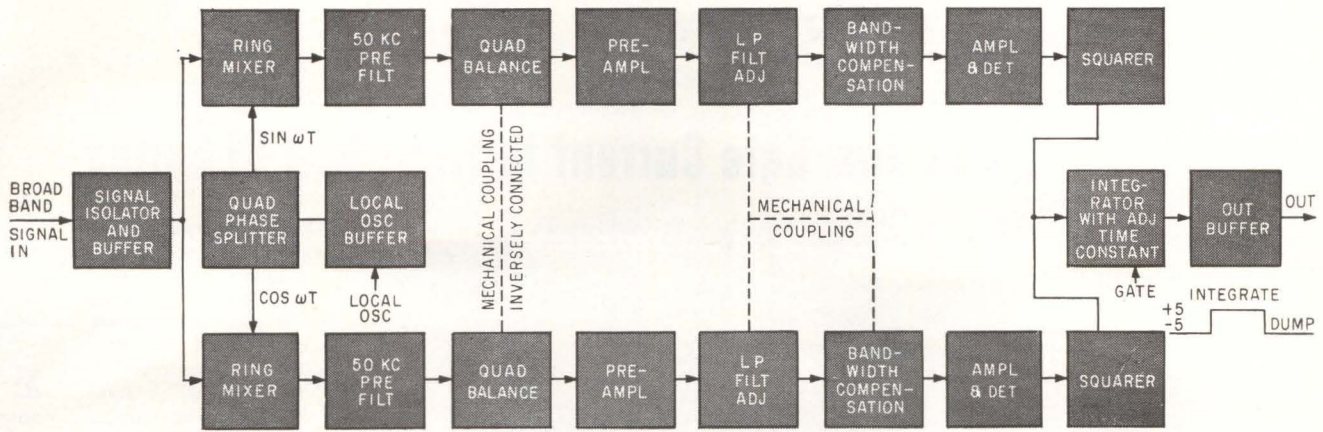 RING
MIXER
50 KC
PRE
FILT
QUAD
BALANCE
PRE-
AMPL
L P
FILT
ADJ
BAND-
WIDTH
COMPEN-
SATION
AMPL
& DET
SQUARER
SIN ωT
BROAD
BAND
SIGNAL
IN
SIGNAL
ISOLATOR
AND
BUFFER
QUAD
PHASE
SPLITTER
LOCAL
OSC
BUFFER
MECHANICAL COUPLING
INVERSELY CONNECTED
MECHANICAL
COUPLING
INTEG-
RATOR
WITH ADJ
TIME
CONSTANT
OUT
BUFFER
OUT
COS ωT
LOCAL
OSC
GATE
INTEGRATE
+5
-5
DUMP
RING
MIXER
50 KC
PRE
FILT
QUAD
BALANCE
PRE-
AMPL
L P
FILT
ADJ
BAND-
WIDTH
COMPEN-
SATION
AMPL
& DET
SQUARER